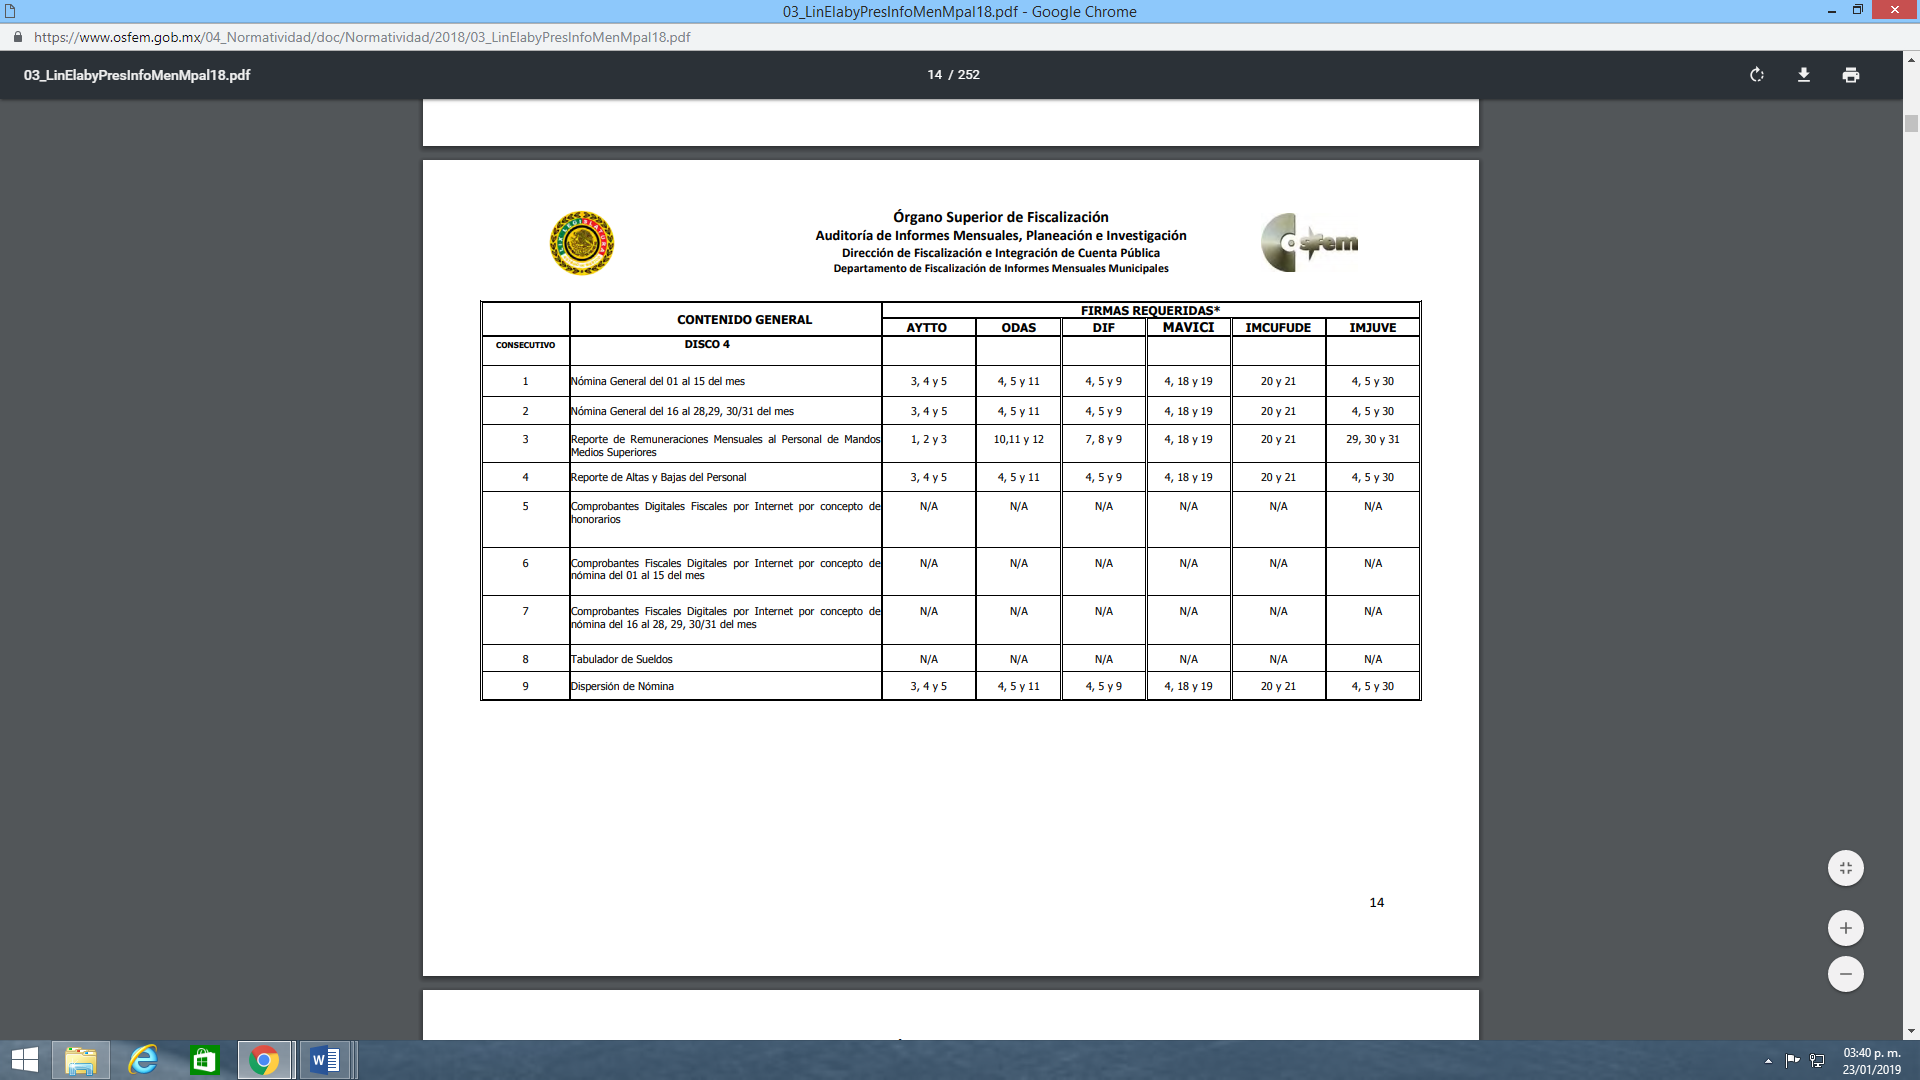 03_LinElabyPresInfoMenMpal18.pdf - Google Chrome
https://www.osfem.gob.mx/04_Normatividad/doc/Normatividad/2018/03_LinElabyPresInfoMenMpal18.pdf
03_LinElabyPresInfoMenMpal18.pdf
14 / 252
Órgano Superior de Fiscalización
Auditoría de Informes Mensuales, Planeación e Investigación
Dirección de Fiscalización e Integración de Cuenta Pública
Departamento de Fiscalización de Informes Mensuales Municipales
osfem
CONTENIDO GENERAL FIRMAS REQUERIDAS*
AYTTO ODAS DIF MAVICI IMCUFUDE IMJUVE
CONSECUTIVO DISCO 4
1 Nómina General del 01 al 15 del mes 3, 4 y 5 4, 5 y 11 4, 5 y 9 4, 18 y 19 20 y 21 4, 5 y 30
2 Nómina General del 16 al 28,29, 30/31 del mes 3, 4 y 5 4, 5 y 11 4, 5 y 9 4, 18 y 19 20 y 21 4, 5 y 30
3 Reporte de Remuneraciones Mensuales al Personal de Mandos 1, 2 y 3 10,11 y 12 7, 8 y 9 4, 18 y 19 20 y 21 29, 30 y 31
Medios Superiores
4 Reporte de Altas y Bajas del Personal 3, 4 y 5 4, 5 y 11 4, 5 y 9 4, 18 y 19 20 y 21 4, 5 y 30
5 Comprobantes Digitales Fiscales por Internet por concepto de N/A N/A N/A N/A N/A N/A
honorarios
6 Comprobantes Fiscales Digitales por Internet por concepto de N/A N/A N/A N/A N/A N/A
nómina del 01 al 15 del mes
7 Comprobantes Fiscales Digitales por Internet por concepto de N/A N/A N/A N/A N/A N/A
nómina del 16 al 28, 29, 30/31 del mes
8 Tabulador de Sueldos N/A N/A N/A N/A N/A N/A
9 Dispersión de Nómina 3, 4 y 5 4, 5 y 11 4, 5 y 9 4, 18 y 19 20 y 21 4, 5 y 30
14
03:40 p. m.
23/01/2019